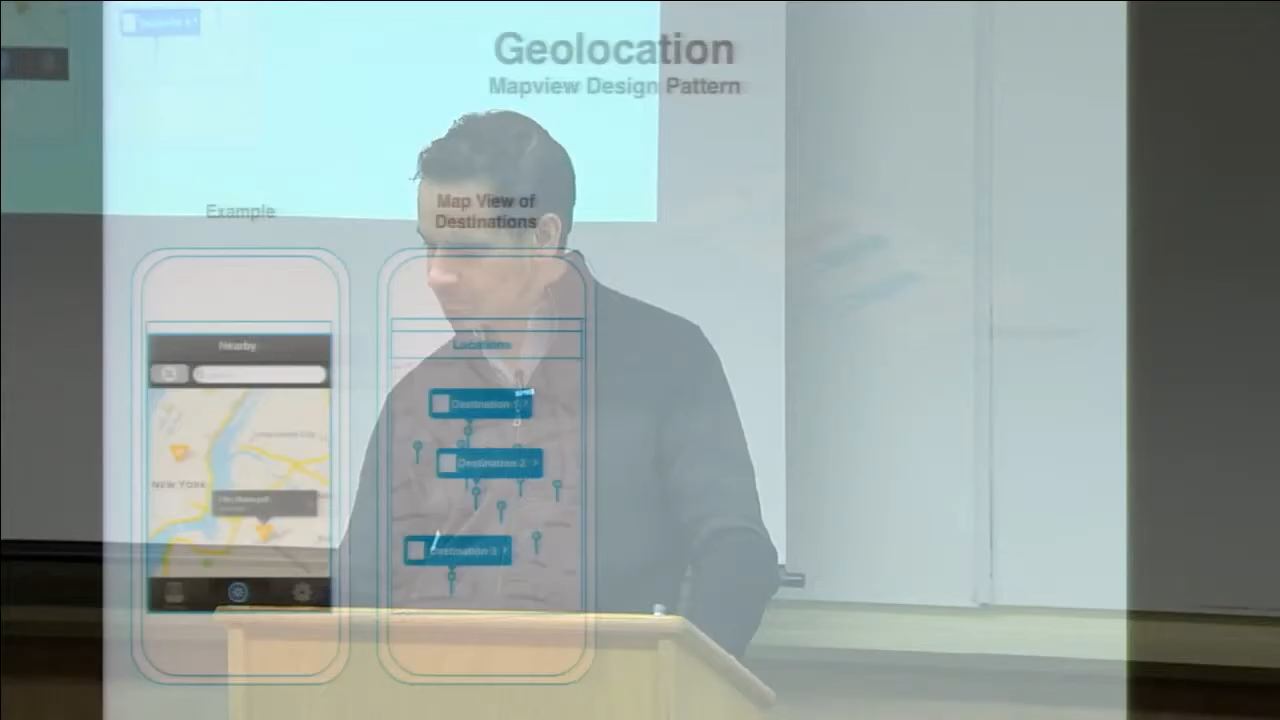 Geolocation
Mapview Design Pattern
Example
Map View of
Destinations
Nearby
Locations
Destination 1
NEW YORK
Destination 2
Destination 3